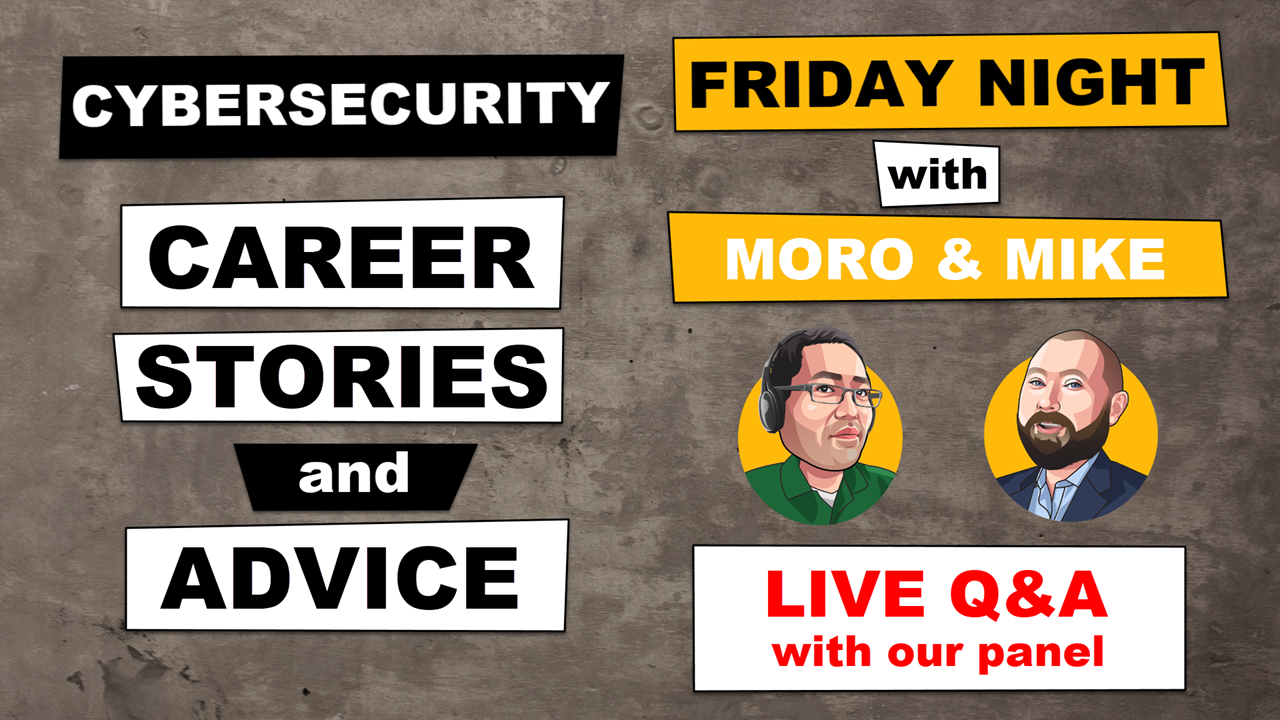 CYBERSECURITY
CAREER
STORIES
and
ADVICE
FRIDAY NIGHT
with
MORO & MIKE
LIVE Q&A
with our panel